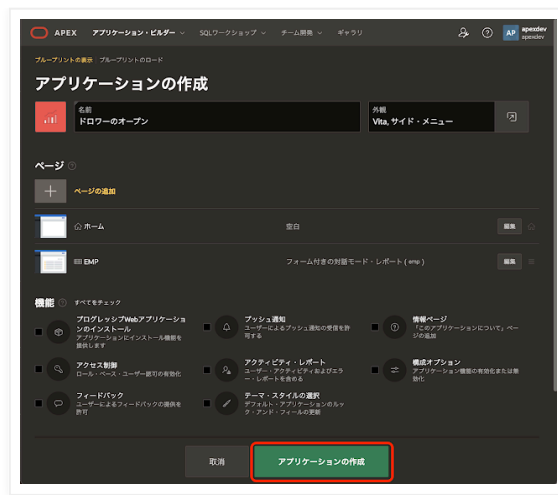 APEX アプリケーション・ビルダー SQLワークショップ チーム開発 ギャラリ AP apexdev
apexdev
ブループリントの表示 ブループリントのロード
アプリケーションの作成
名前
ドロワーのオープン
外観
Vita, サイド・メニュー
ページ
ページの追加
ホーム 空白 編集
EMP フォーム付きの対話モード・レポート ( emp ) 編集
機能 すべてをチェック
プログレッシブWebアプリケーショ
ンのインストール
アプリケーションにインストール機能を
提供します
プッシュ通知
ユーザーによるプッシュ通知の受信を許
可する
情報ページ
「このアプリケーションについて」ペー
ジの追加
アクセス制御
ロール・ベース・ユーザー認可の有効化
アクティビティ・レポート
ユーザー・アクティビティおよびエラ
ー・レポートを含める
構成オプション
アプリケーション機能の有効化または無
効化
フィードバック
ユーザーによるフィードバックの提供を
許可
テーマ・スタイルの選択
デフォルト・アプリケーションのルッ
ク・アンド・フィールの更新
取消 アプリケーションの作成